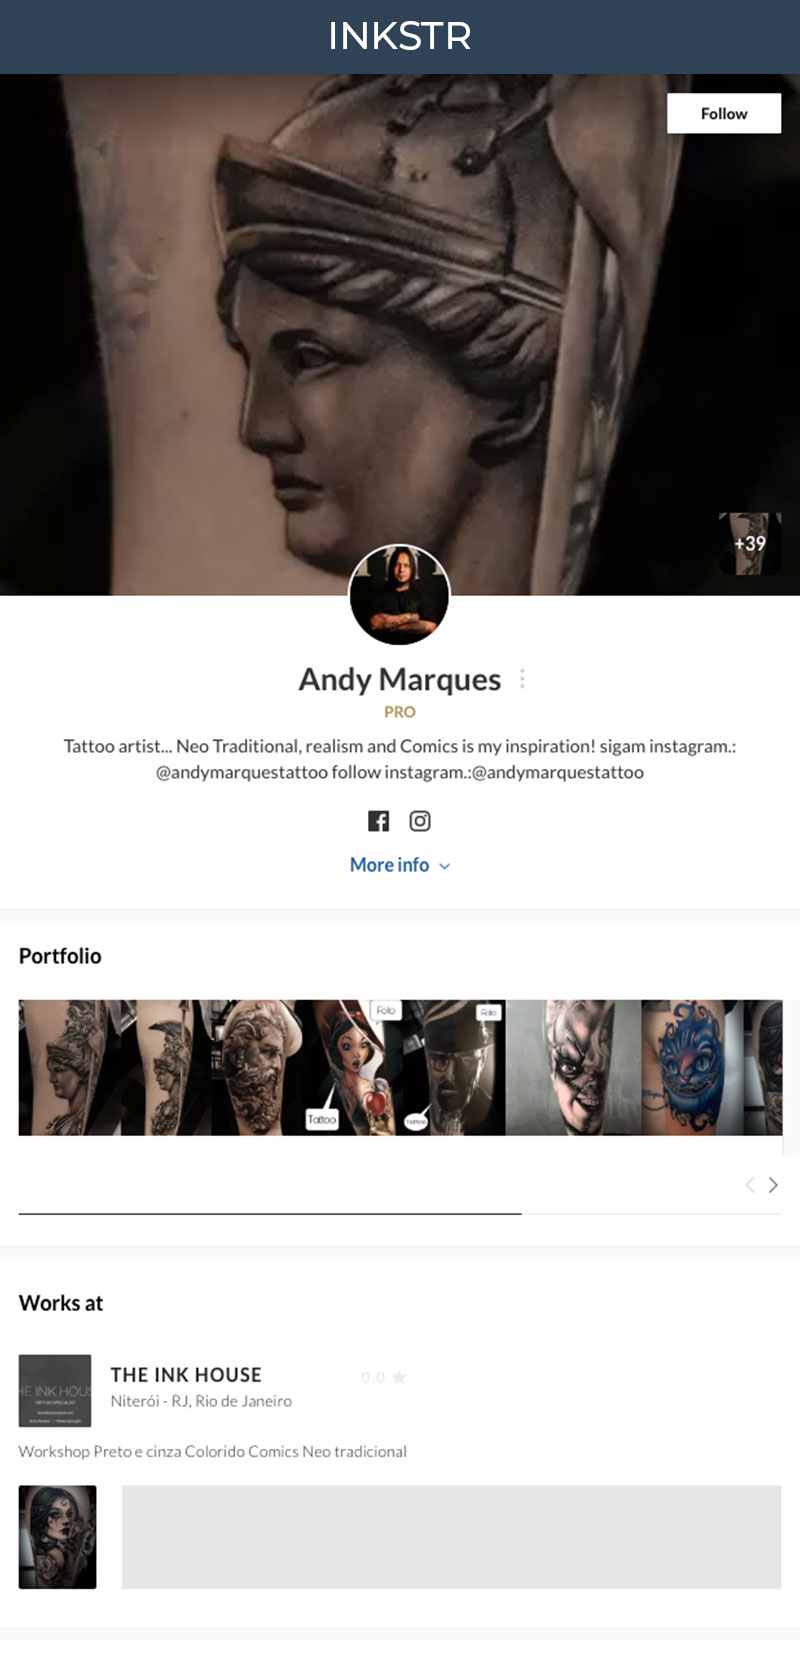 INKSTR
Follow
+39
Andy Marques
PRO
Tattoo artist... Neo Traditional, realism and Comics is my inspiration! sigam instagram.:
@andymarquestattoo follow instagram.:@andymarquestattoo
More info
Portfolio
Foto
Foto
Tattoo
Works at
THE INK HOUSE
0.0
HE INK HOUS
Niterói - RJ, Rio de Janeiro
Workshop Preto e cinza Colorido Comics Neo tradicional